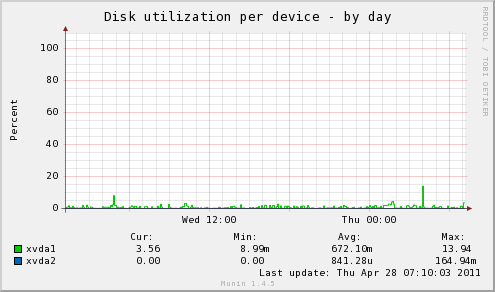 Disk utilization per device - by day
RRDTOOL / TOBI OETIKER
Percent
100
80
60
40
20
0
Wed 12:00 Thu 00:00
Cur: Min: Avg: Max:
xvda1 3.56 8.99m 672.10m 13.94
xvda2 0.00 0.00 841.28u 164.94m
Last update: Thu Apr 28 07:10:03 2011
Munin 1.4.5